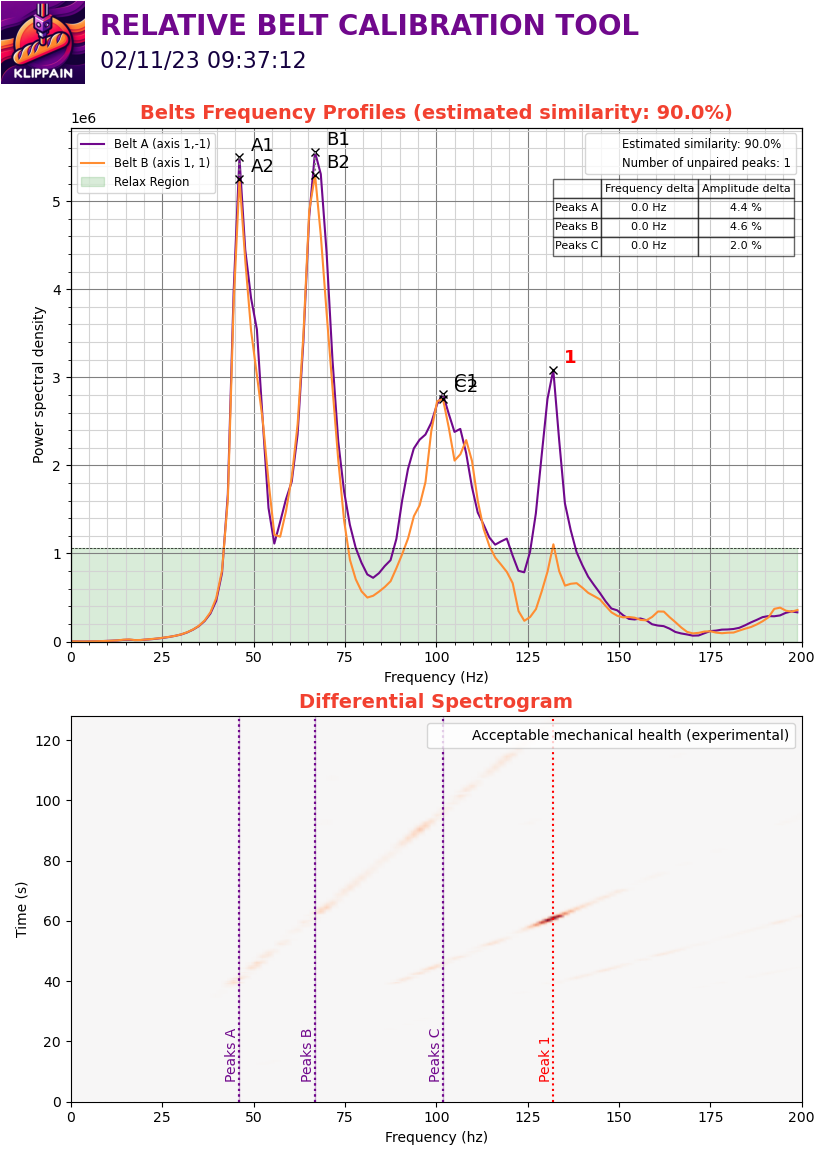 KLIPPAIN
RELATIVE BELT CALIBRATION TOOL
02/11/23 09:37:12
Belts Frequency Profiles (estimated similarity: 90.0%)
1e6
Belt A (axis 1,-1)
Belt B (axis 1, 1)
Relax Region
A1
A2
B1
B2
C1
C2
1
Estimated similarity: 90.0%
Number of unpaired peaks: 1
Frequency delta Amplitude delta
Peaks A 0.0 Hz 4.4 %
Peaks B 0.0 Hz 4.6 %
Peaks C 0.0 Hz 2.0 %
Power spectral density
5
4
3
2
1
0
0 25 50 75 100 125 150 175 200
Frequency (Hz)
Differential Spectrogram
Acceptable mechanical health (experimental)
Time (s)
120
100
80
60
40
20
0
Peaks A
Peaks B
Peaks C
Peak 1
0 25 50 75 100 125 150 175 200
Frequency (hz)